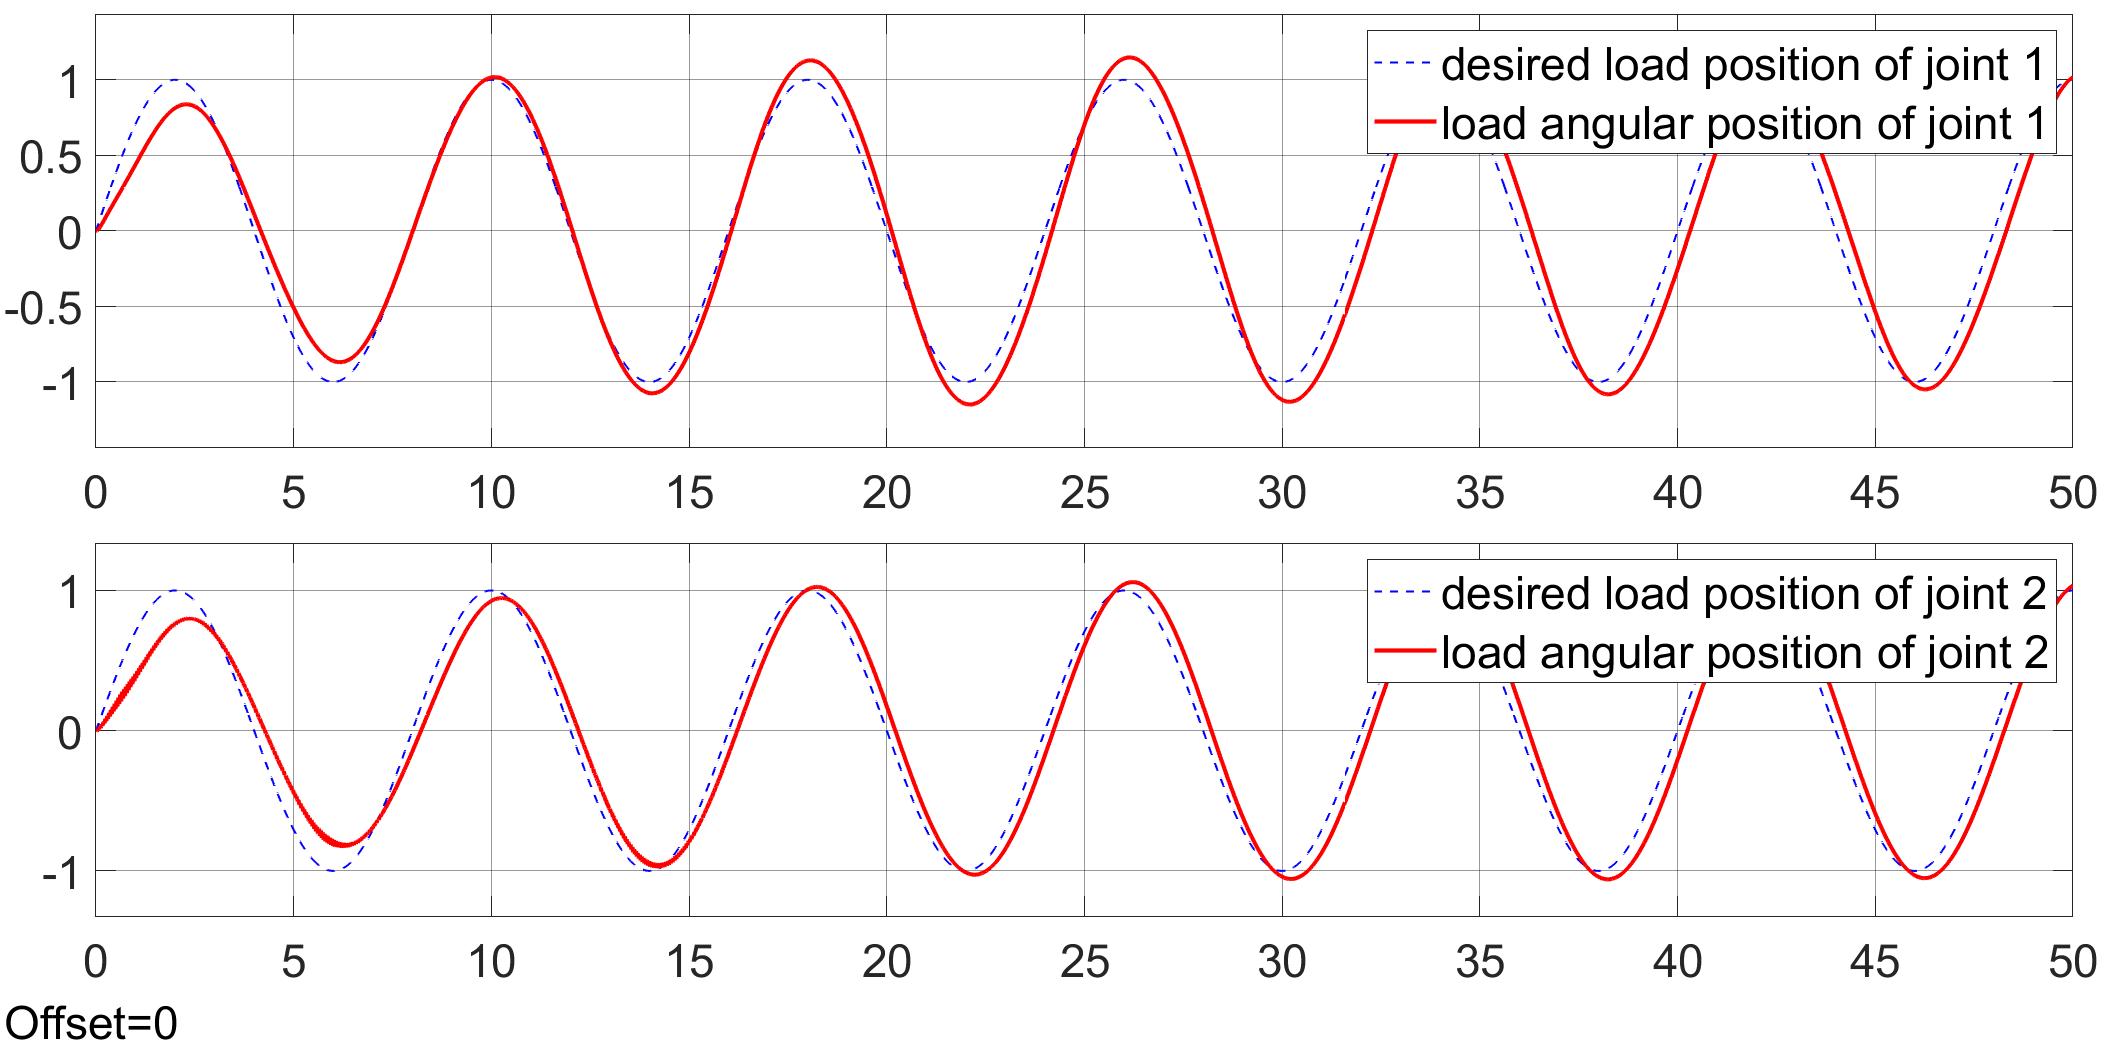 desired load position of joint 1
load angular position of joint 1
1
0.5
0
-0.5
-1
0 5 10 15 20 25 30 35 40 45 50
desired load position of joint 2
load angular position of joint 2
1
0
-1
0 5 10 15 20 25 30 35 40 45 50
Offset=0